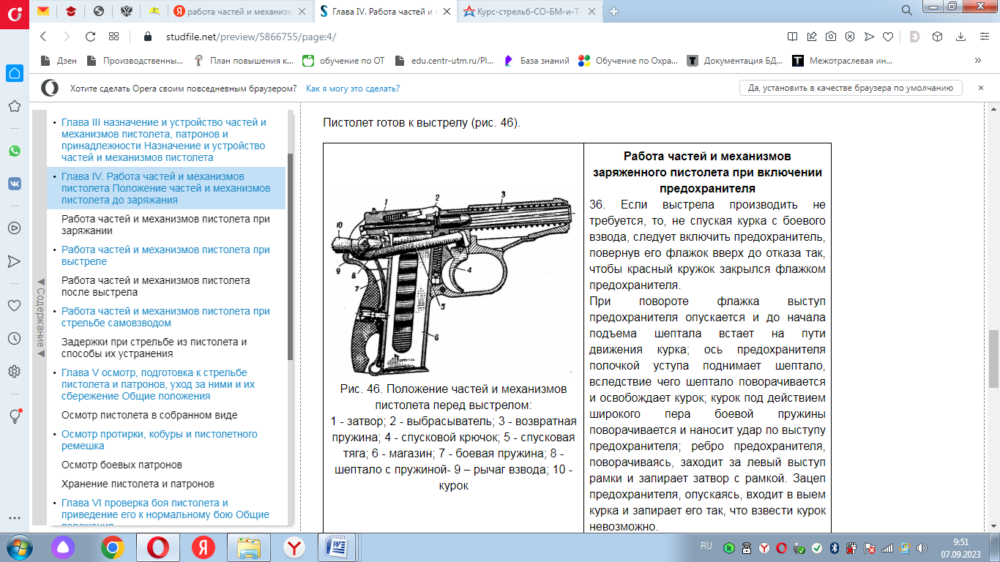 работа частей и механизм
Глава IV. Работа частей и
Курс-стрельб-СО-БМ-и-Т-
studfile.net/preview/5866755/page:4/
Дзен
Производственны...
План повышения к...
обучение по ОТ
edu.centr-utm.ru/Pl...
База знаний
Обучение по Охра...
Документация БД...
Межотраслевая ин...
Хотите сделать Opera своим повседневным браузером?
Как я могу это сделать?
Да, установить в качестве браузера по умолчанию
Содержание
Глава III назначение и устройство частей и
механизмов пистолета, патронов и
принадлежности Назначение и устройство
частей и механизмов пистолета
Глава IV. Работа частей и механизмов
пистолета Положение частей и механизмов
пистолета до заряжания
Работа частей и механизмов пистолета при
заряжании
Работа частей и механизмов пистолета при
выстреле
Работа частей и механизмов пистолета
после выстрела
Работа частей и механизмов пистолета при
стрельбе самовзводом
Задержки при стрельбе из пистолета и
способы их устранения
Глава V осмотр, подготовка к стрельбе
пистолета и патронов, уход за ними и их
сбережение Общие положения
Осмотр пистолета в собранном виде
Осмотр протирки, кобуры и пистолетного
ремешка
Осмотр боевых патронов
Хранение пистолета и патронов
Глава VI проверка боя пистолета и
приведение его к нормальному бою Общие
положения
Пистолет готов к выстрелу (рис. 46).
1
2
3
10
9
8
7
4
5
6
Рис. 46. Положение частей и механизмов
пистолета перед выстрелом:
1 - затвор; 2 - выбрасыватель; 3 - возвратная
пружина; 4 - спусковой крючок; 5 - спусковая
тяга; 6 - магазин; 7 - боевая пружина; 8 -
шептало с пружиной- 9 – рычаг взвода; 10 -
курок
Работа частей и механизмов
заряженного пистолета при включении
предохранителя
36. Если выстрела производить не
требуется, то, не спуская курка с боевого
взвода, следует включить предохранитель,
повернув его флажок вверх до отказа так,
чтобы красный кружок закрылся флажком
предохранителя.
При повороте флажка выступ
предохранителя опускается и до начала
подъема шептала встает на пути
движения курка; ось предохранителя
полочкой уступа поднимает шептало,
вследствие чего шептало поворачивается
и освобождает курок; курок под действием
широкого пера боевой пружины
поворачивается и наносит удар по выступу
предохранителя; ребро предохранителя,
поворачиваясь, заходит за левый выступ
рамки и запирает затвор с рамкой. Зацеп
предохранителя, опускаясь, входит в выем
курка и запирает его так, что взвести курок
невозможно.
RU
9:51
07.09.2023